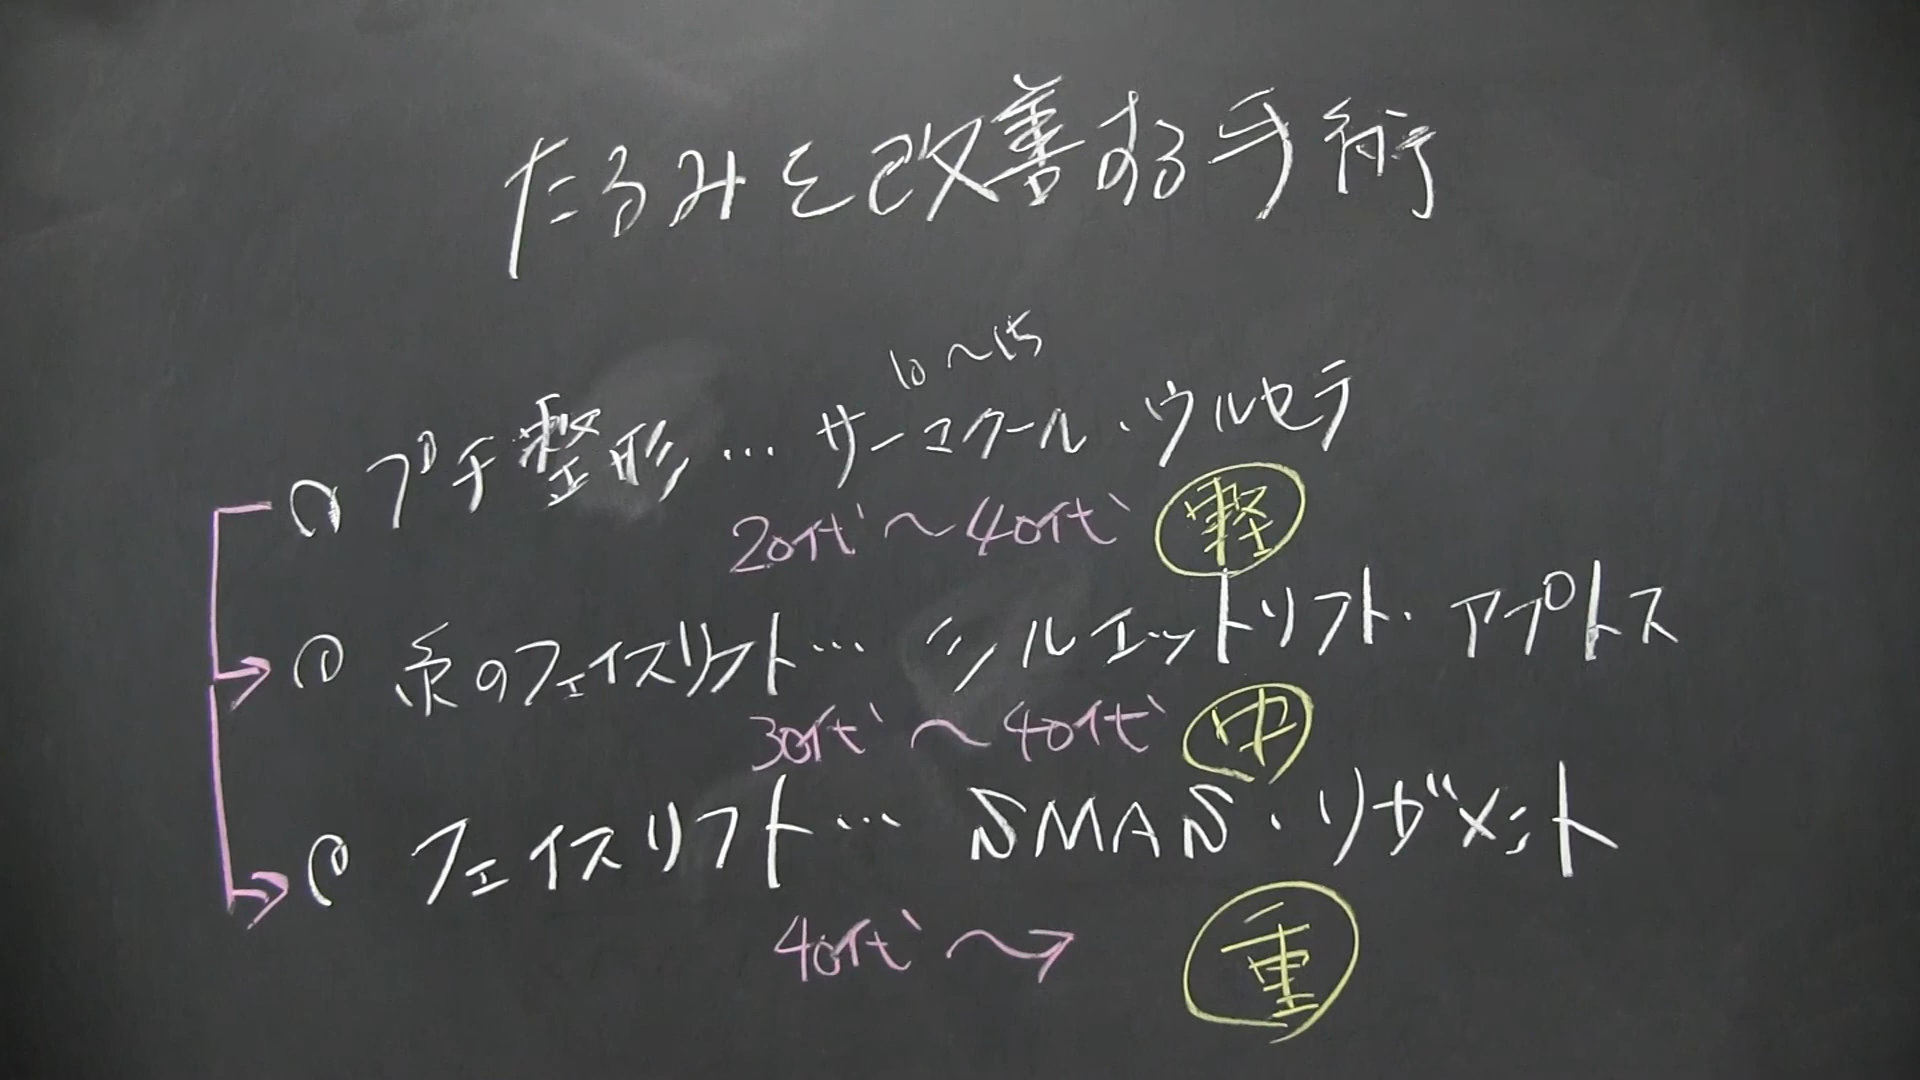 たるみを改善する手術
10〜15
○プチ整形…サーマクール・ウルセラ
20代〜40代 軽
○糸のフェイスリフト…シルエットリフト・アプトス
30代〜40代 中
○フェイスリフト…SMAS・リガメント
40代〜→ 重